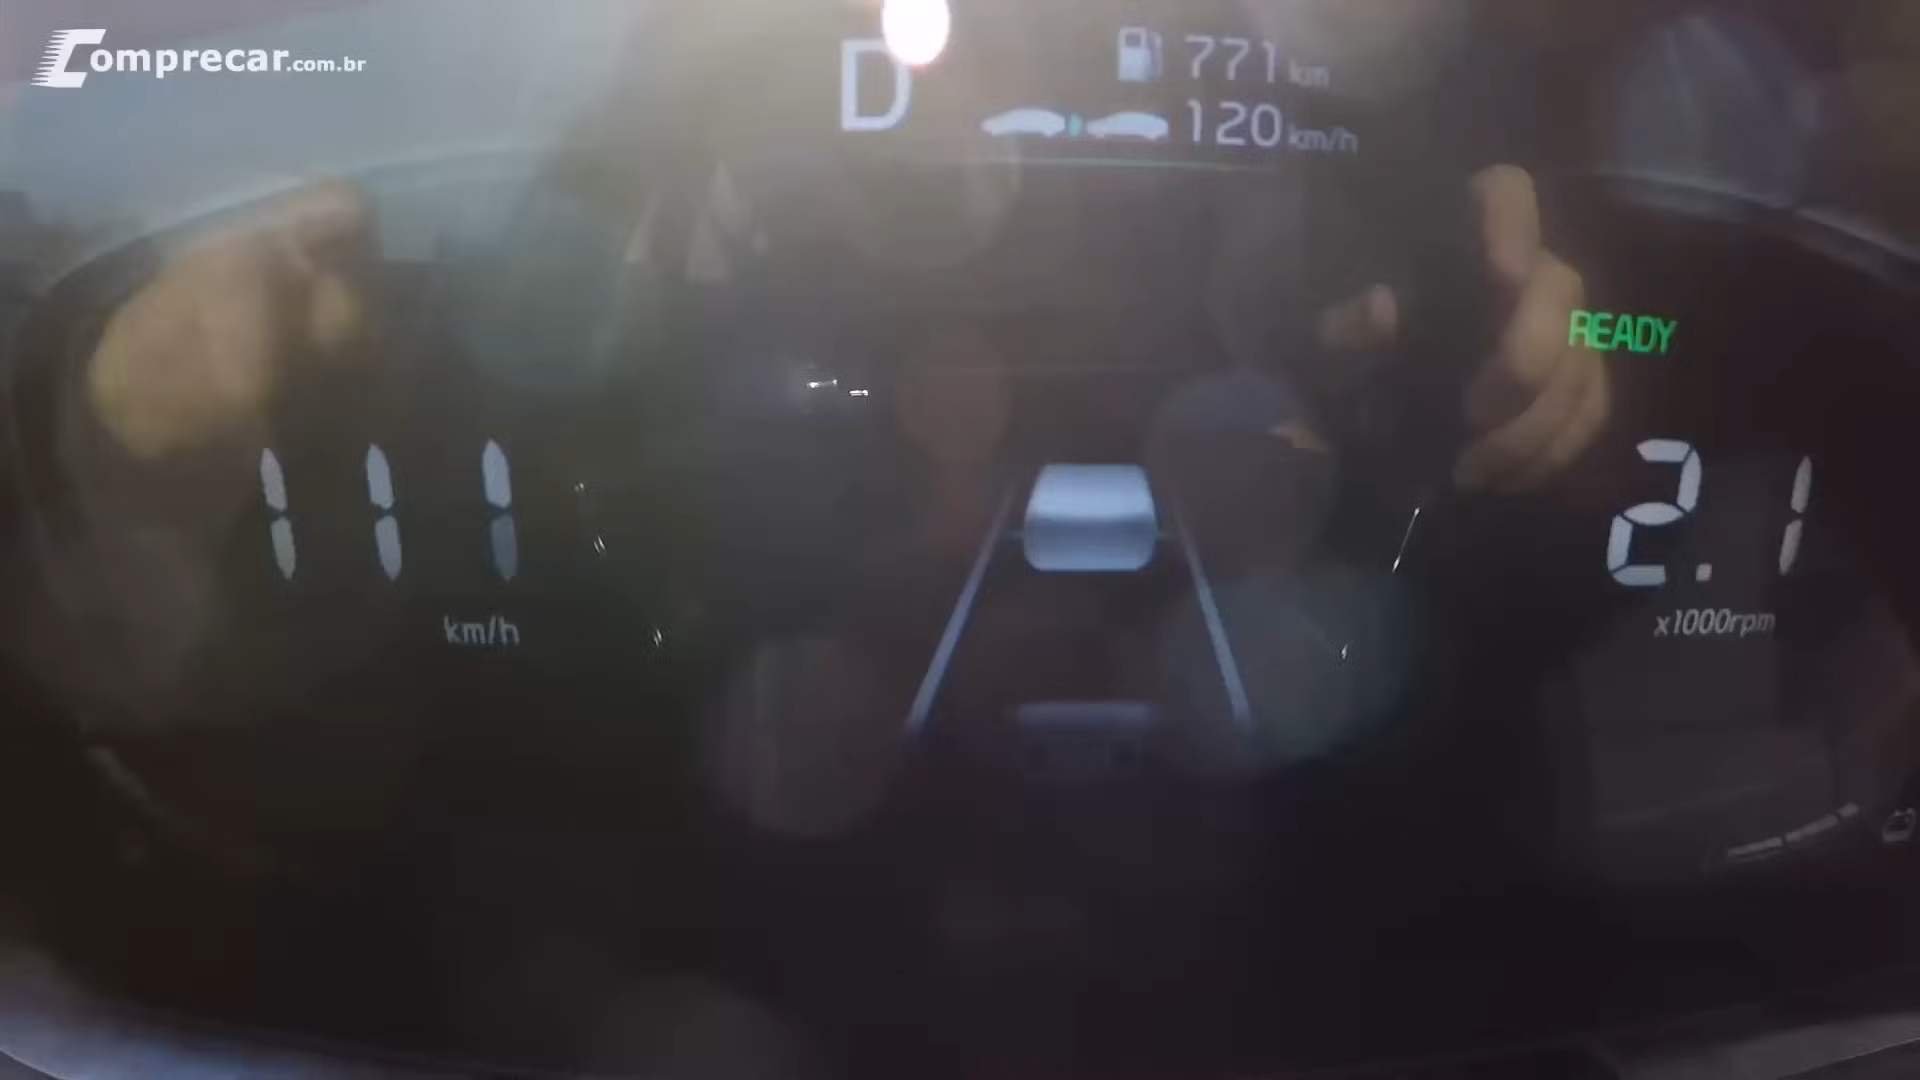 Comprecar.com.br
D
771 km
120 km/h
READY
111
km/h
2.1
x1000rpm